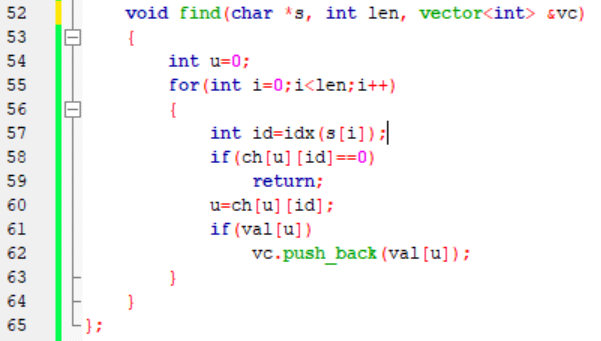 52 void find(char *s, int len, vector<int> &vc)
53 {
54 int u=0;
55 for(int i=0;i<len;i++)
56 {
57 int id=idx(s[i]);
58 if(ch[u][id]==0)
59 return;
60 u=ch[u][id];
61 if(val[u])
62 vc.push_back(val[u]);
63 }
64 }
65 };